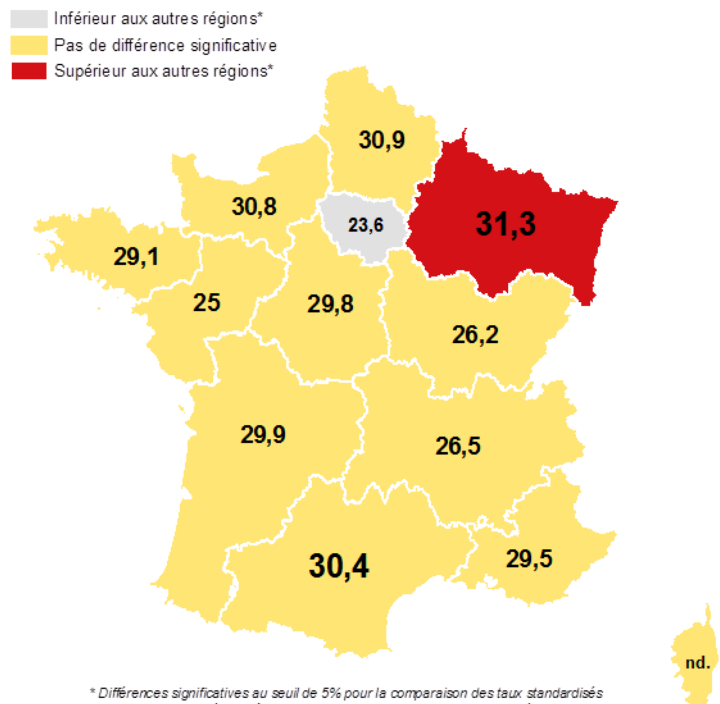 Inférieur aux autres régions*
Pas de différence significative
Supérieur aux autres régions*
30,9
30,8
23,6
31,3
29,1
25
29,8
26,2
29,9
26,5
30,4
29,5
nd.
* Différences significatives au seuil de 5% pour la comparaison des taux standardisés